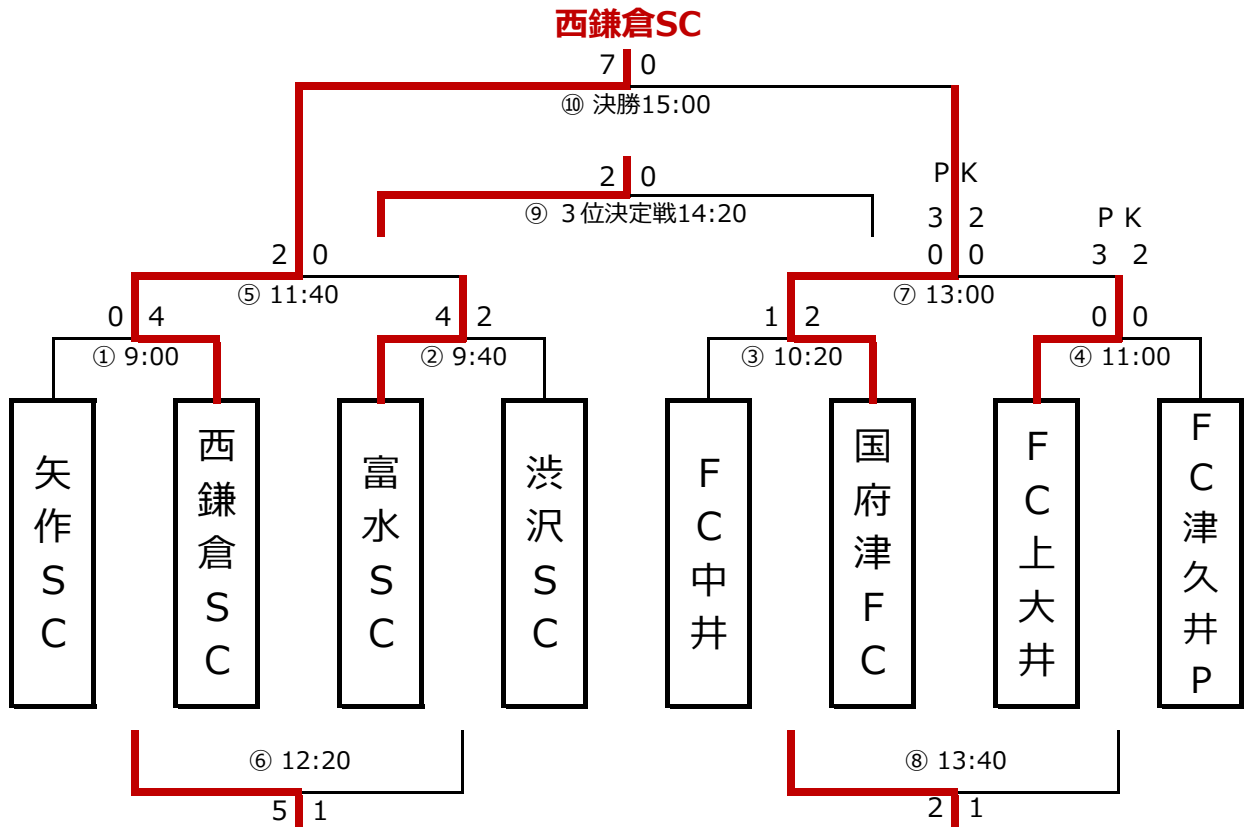 西鎌倉SC
7 0
⑩ 決勝15:00
2 0
⑨ 3位決定戦14:20
PK
3 2
PK
2 0
0 0
3 2
⑤ 11:40
⑦ 13:00
0 4
4 2
1 2
0 0
① 9:00
② 9:40
③ 10:20
④ 11:00
矢作SC
西鎌倉SC
富水SC
渋沢SC
FC中井
国府津FC
FC上大井
FC津久井P
⑥ 12:20
⑧ 13:40
5 1
2 1